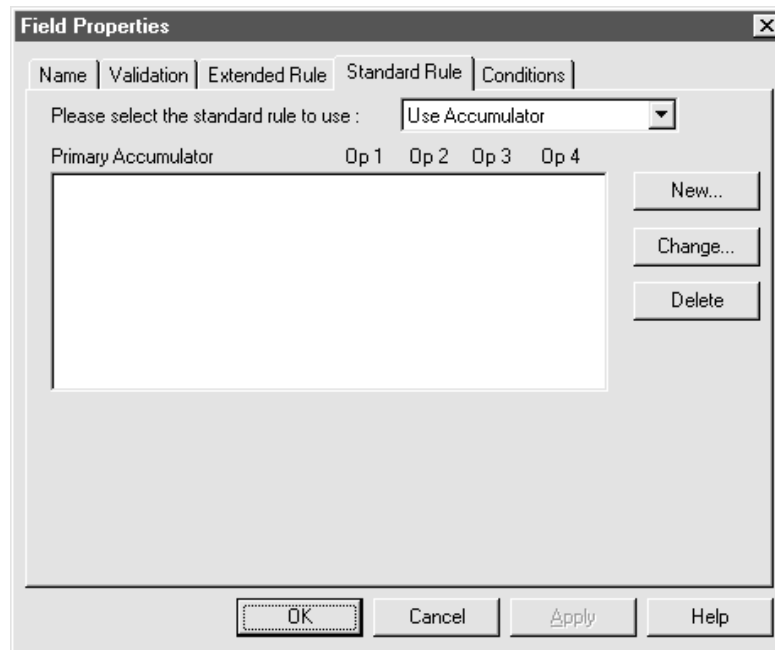 Field Properties
Name Validation Extended Rule Standard Rule Conditions
Please select the standard rule to use : Use Accumulator
Primary Accumulator Op 1 Op 2 Op 3 Op 4
New...
Change...
Delete
OK Cancel Apply Help